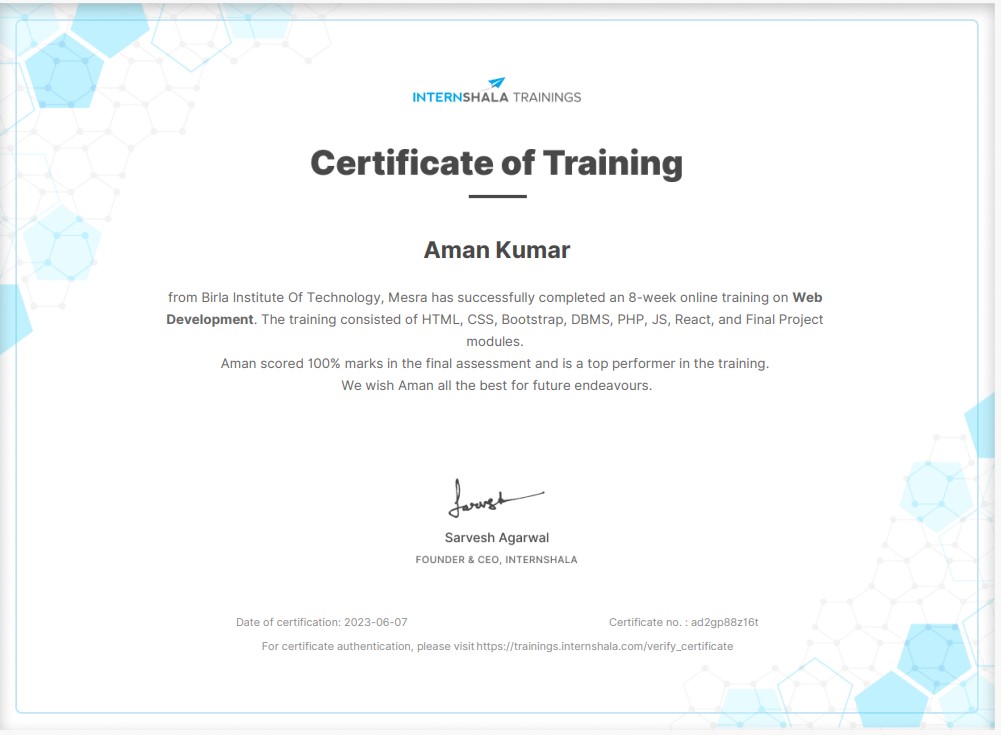 INTERNSHALA TRAININGS
Certificate of Training
Aman Kumar
from Birla Institute Of Technology, Mesra has successfully completed an 8-week online training on Web
Development. The training consisted of HTML, CSS, Bootstrap, DBMS, PHP, JS, React, and Final Project
modules.
Aman scored 100% marks in the final assessment and is a top performer in the training.
We wish Aman all the best for future endeavours.
Sarvesh
Sarvesh Agarwal
FOUNDER & CEO, INTERNSHALA
Date of certification: 2023-06-07 Certificate no. : ad2gp88z16t
For certificate authentication, please visit https://trainings.internshala.com/verify_certificate